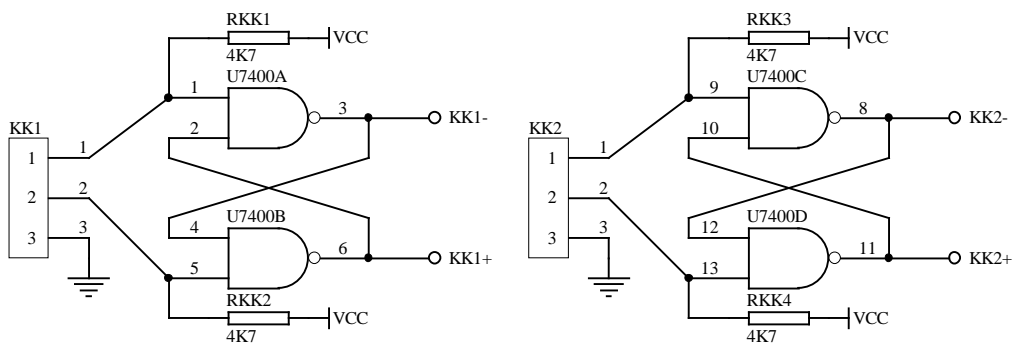 RKK1
VCC
4K7
U7400A
1
3
KK1-
2
KK1
1
1
2
2
3
3
U7400B
4
6
KK1+
5
RKK2
VCC
4K7
RKK3
VCC
4K7
U7400C
9
8
KK2-
10
KK2
1
1
2
2
3
3
U7400D
12
11
KK2+
13
RKK4
VCC
4K7